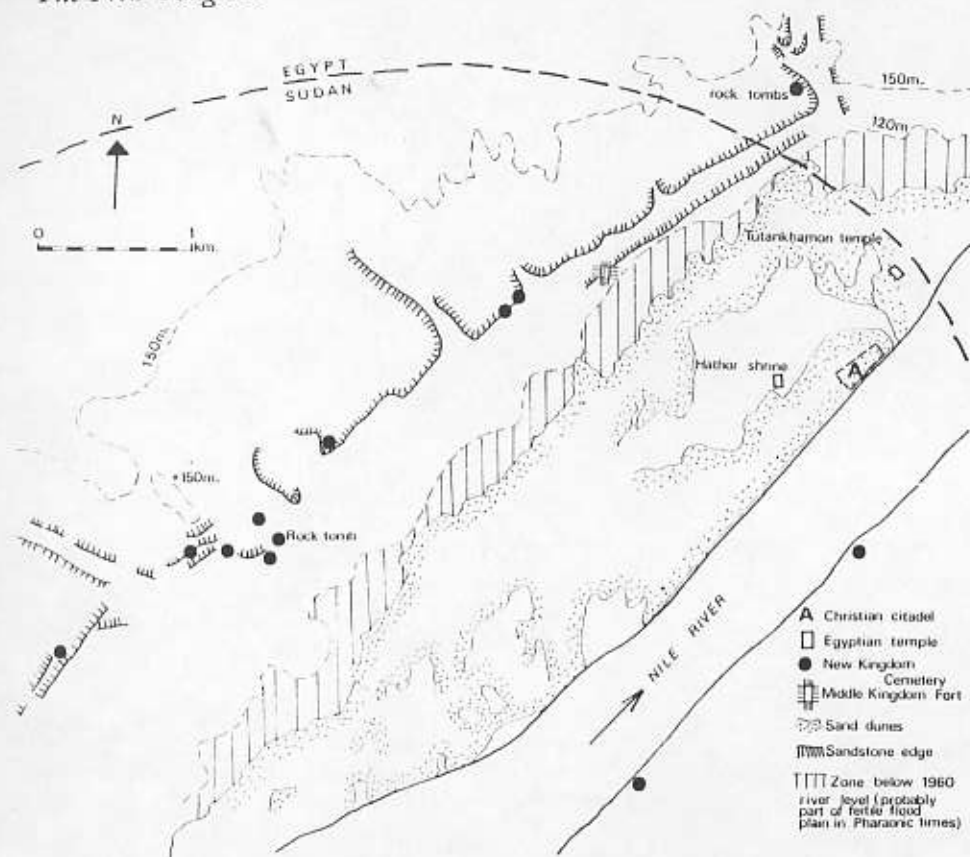 EGYPT
SUDAN
N
0 1
km.
150m.
rock tombs
120m
150m.
Tutankhamon temple
Hathor shrine
A
+150m.
Rock tomb
NILE RIVER
A Christian citadel
Egyptian temple
New Kingdom
Cemetery
Middle Kingdom Fort
Sand dunes
Sandstone edge
Zone below 1960
river level (probably
part of fertile flood
plain in Pharaonic times)